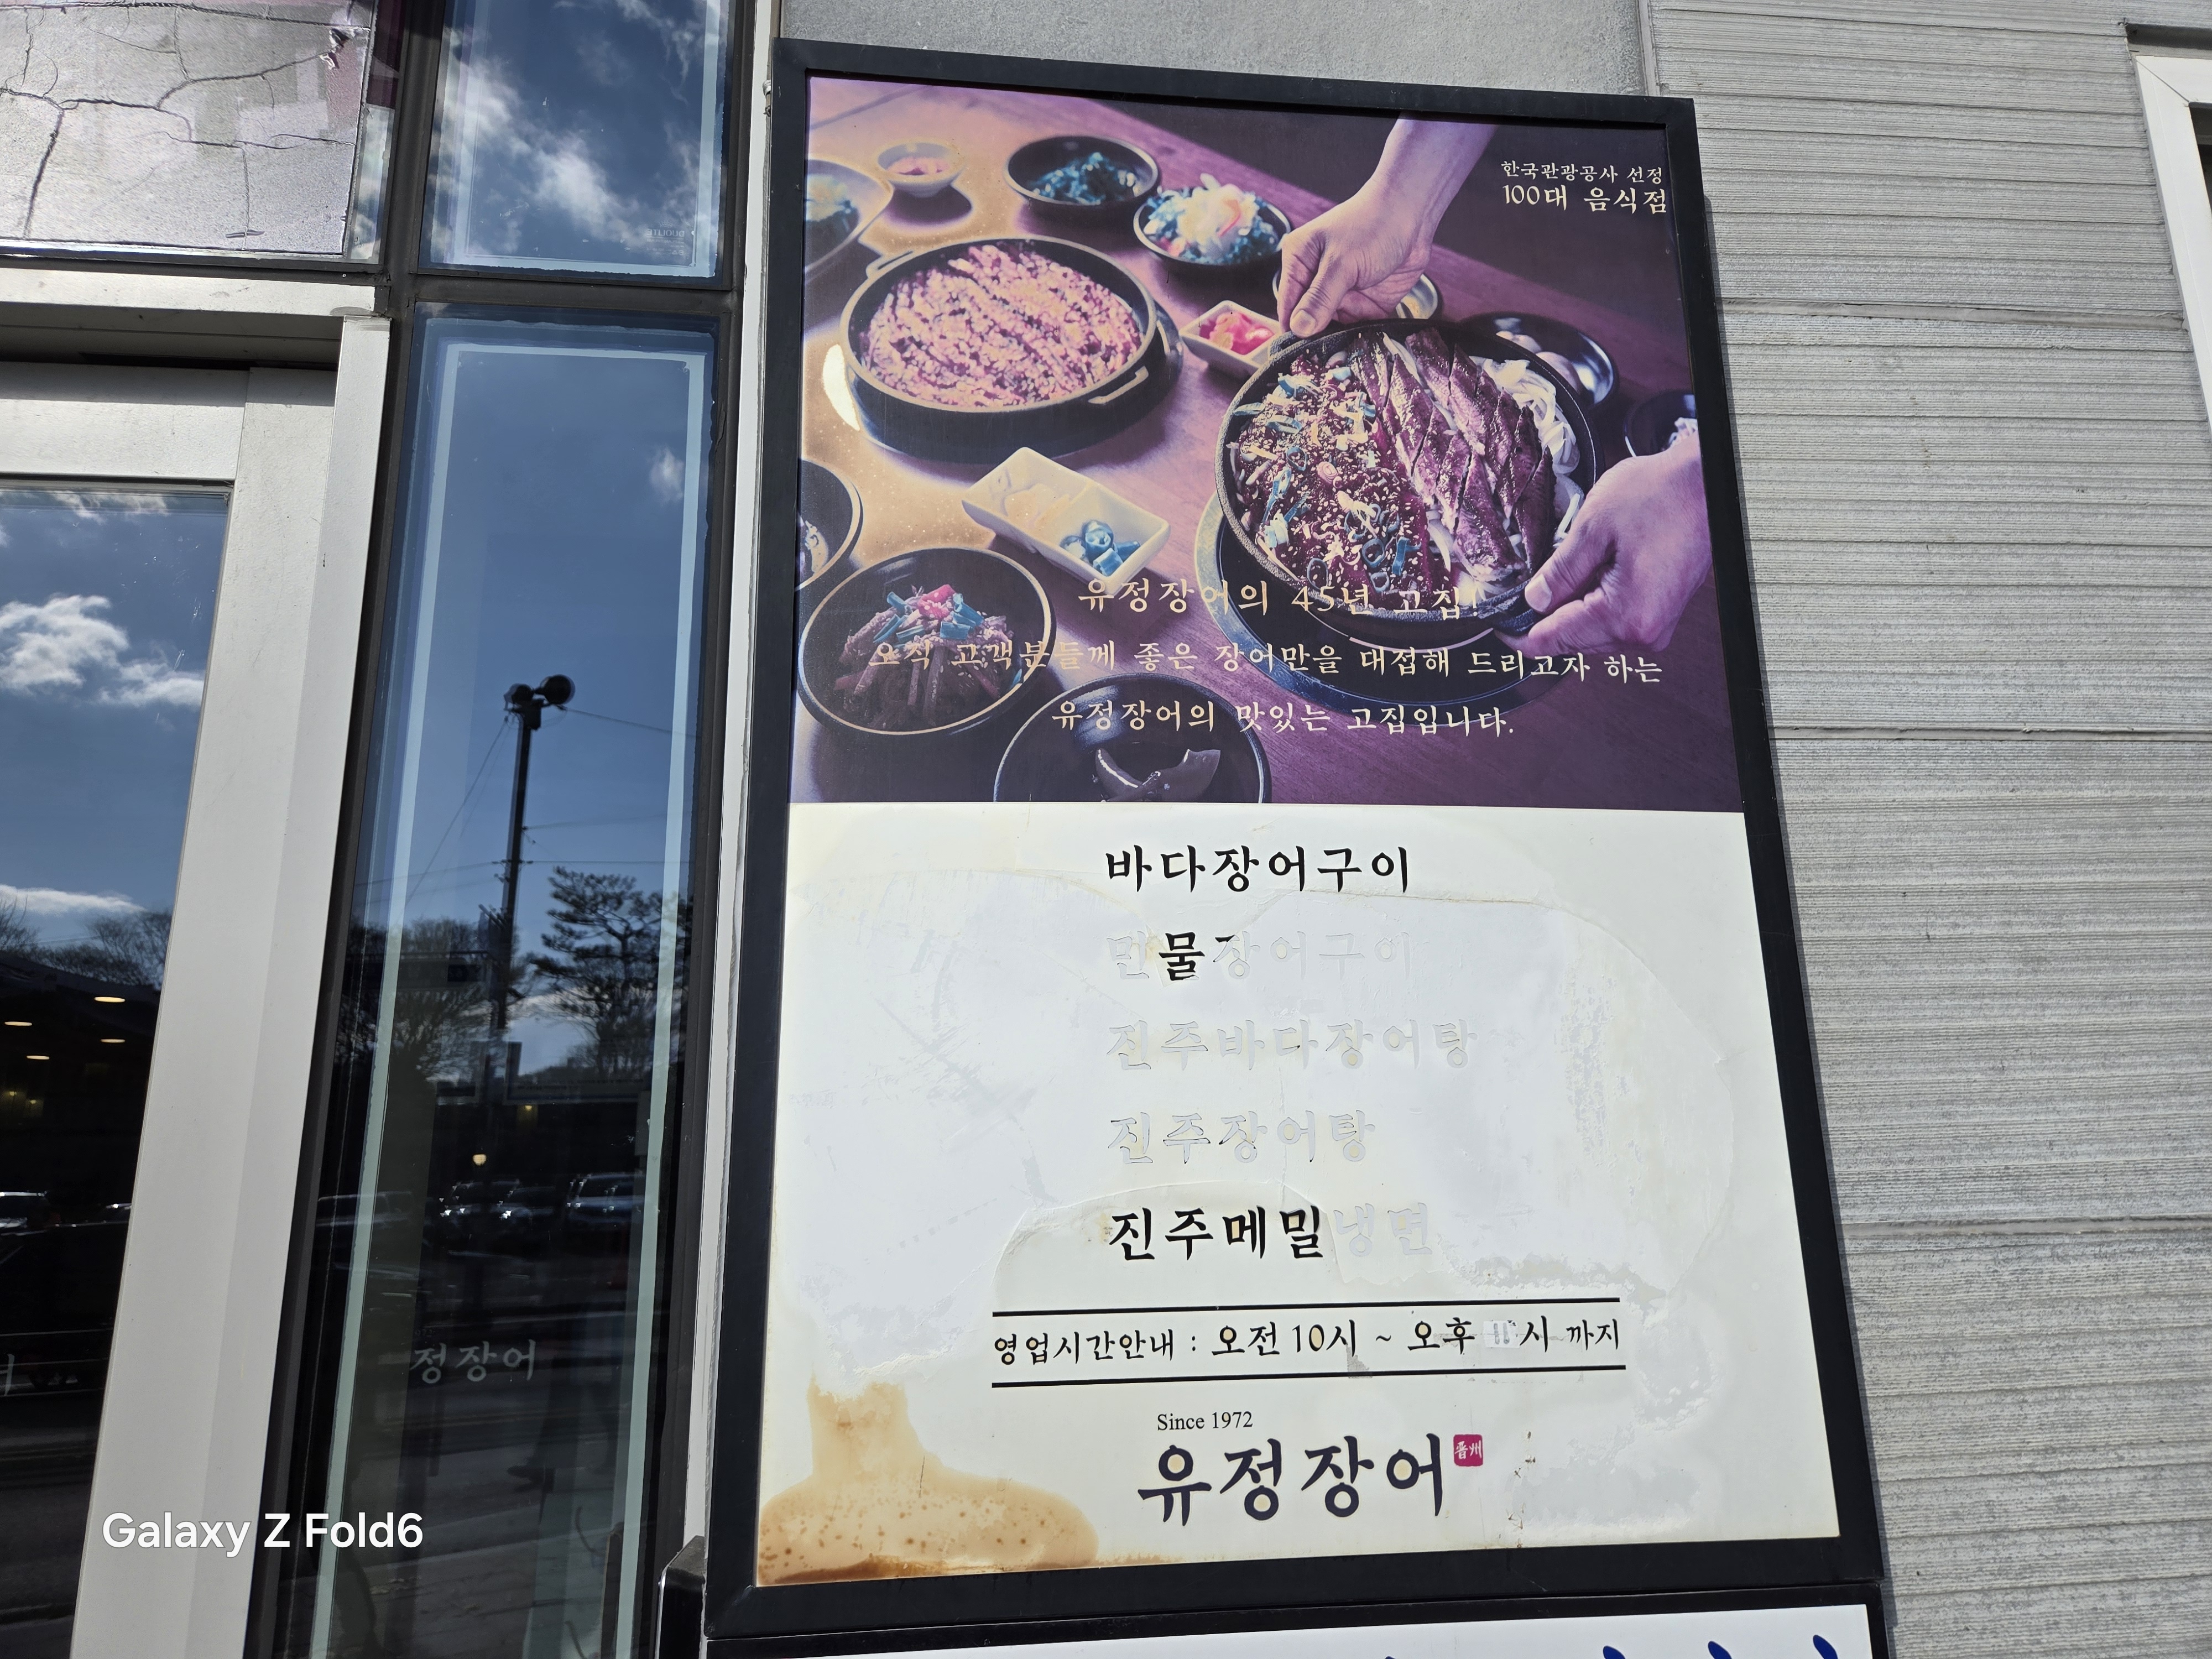 한국관광공사 선정
100대 음식점
유정장어의 45년 고집!
오직 고객분들께 좋은 장어만을 대접해 드리고자 하는
유정장어의 맛있는 고집입니다.
바다장어구이
민물장어구이
진주바다장어탕
진주장어탕
진주메밀냉면
영업시간안내 : 오전 10시 ~ 오후 시 까지
Since 1972
유정장어
晋州
정장어
Galaxy Z Fold6